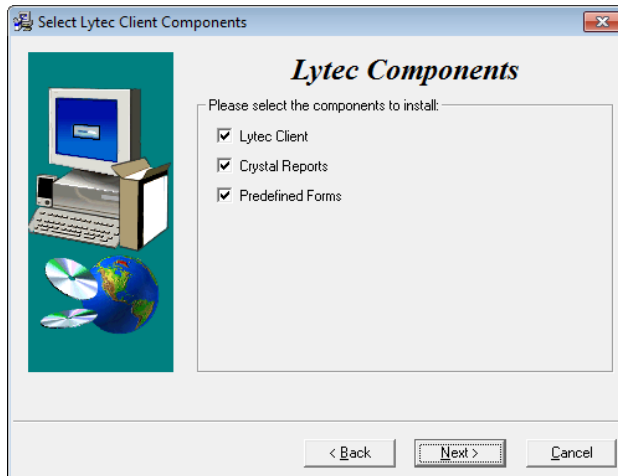 Select Lytec Client Components
Lytec Components
Please select the components to install:
Lytec Client
Crystal Reports
Predefined Forms
< Back
Next >
Cancel